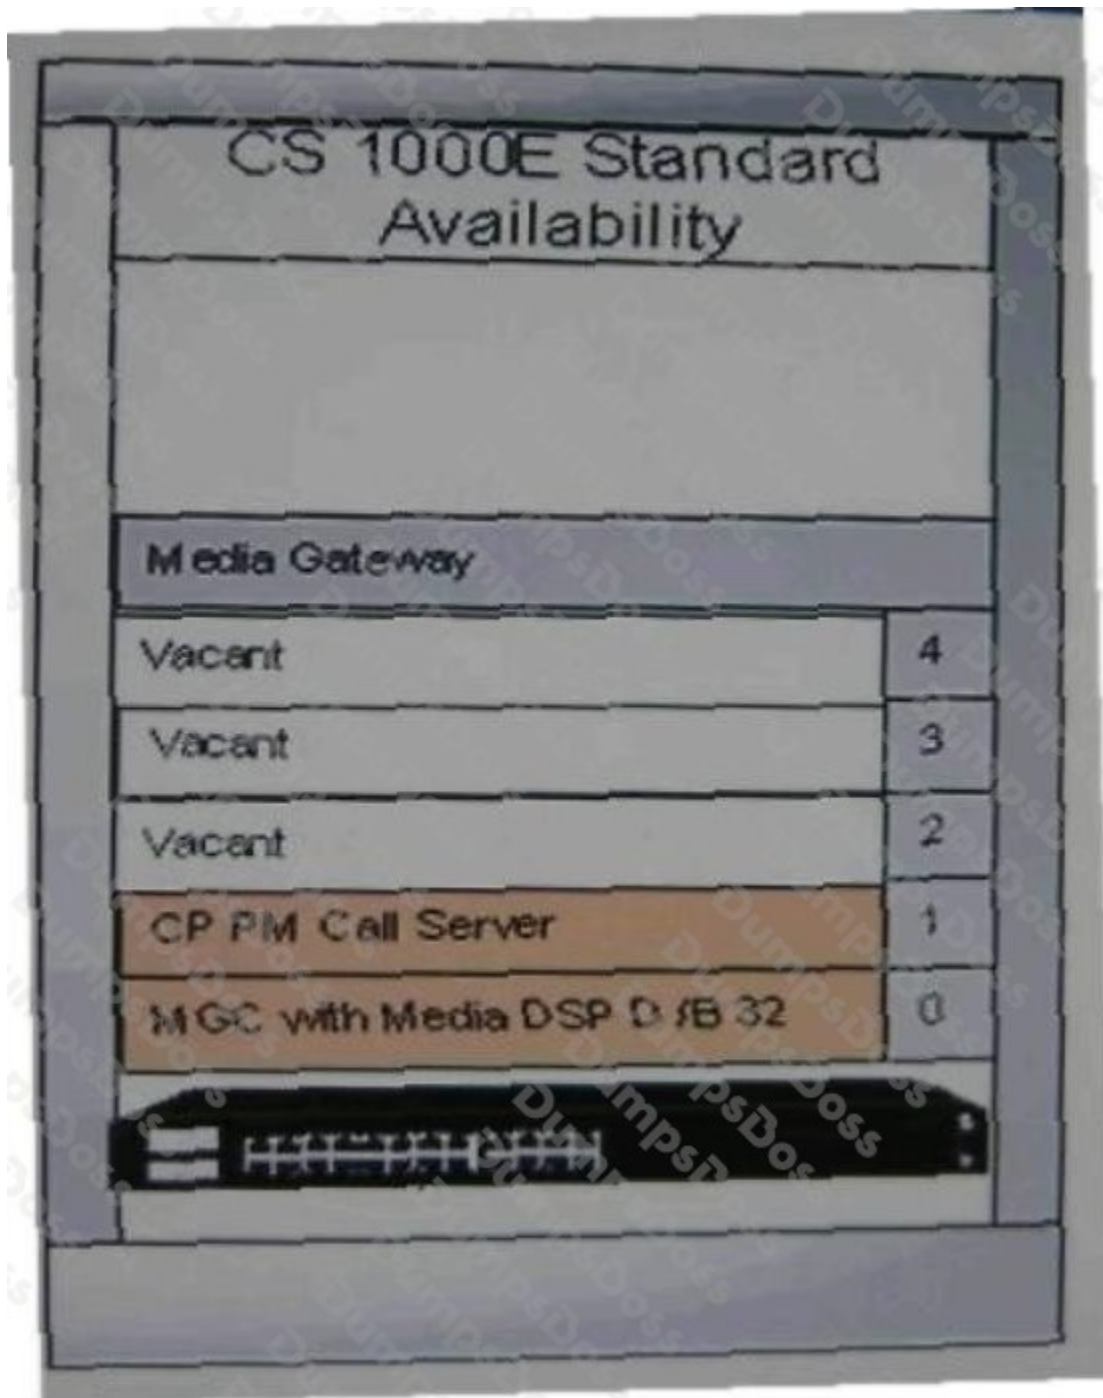 CS 1000E Standard
Availability
Media Gateway
Vacant 4
Vacant 3
Vacant 2
CP PM Call Server 1
MGC with Media DSP D/B 32 0
DumpsDoss